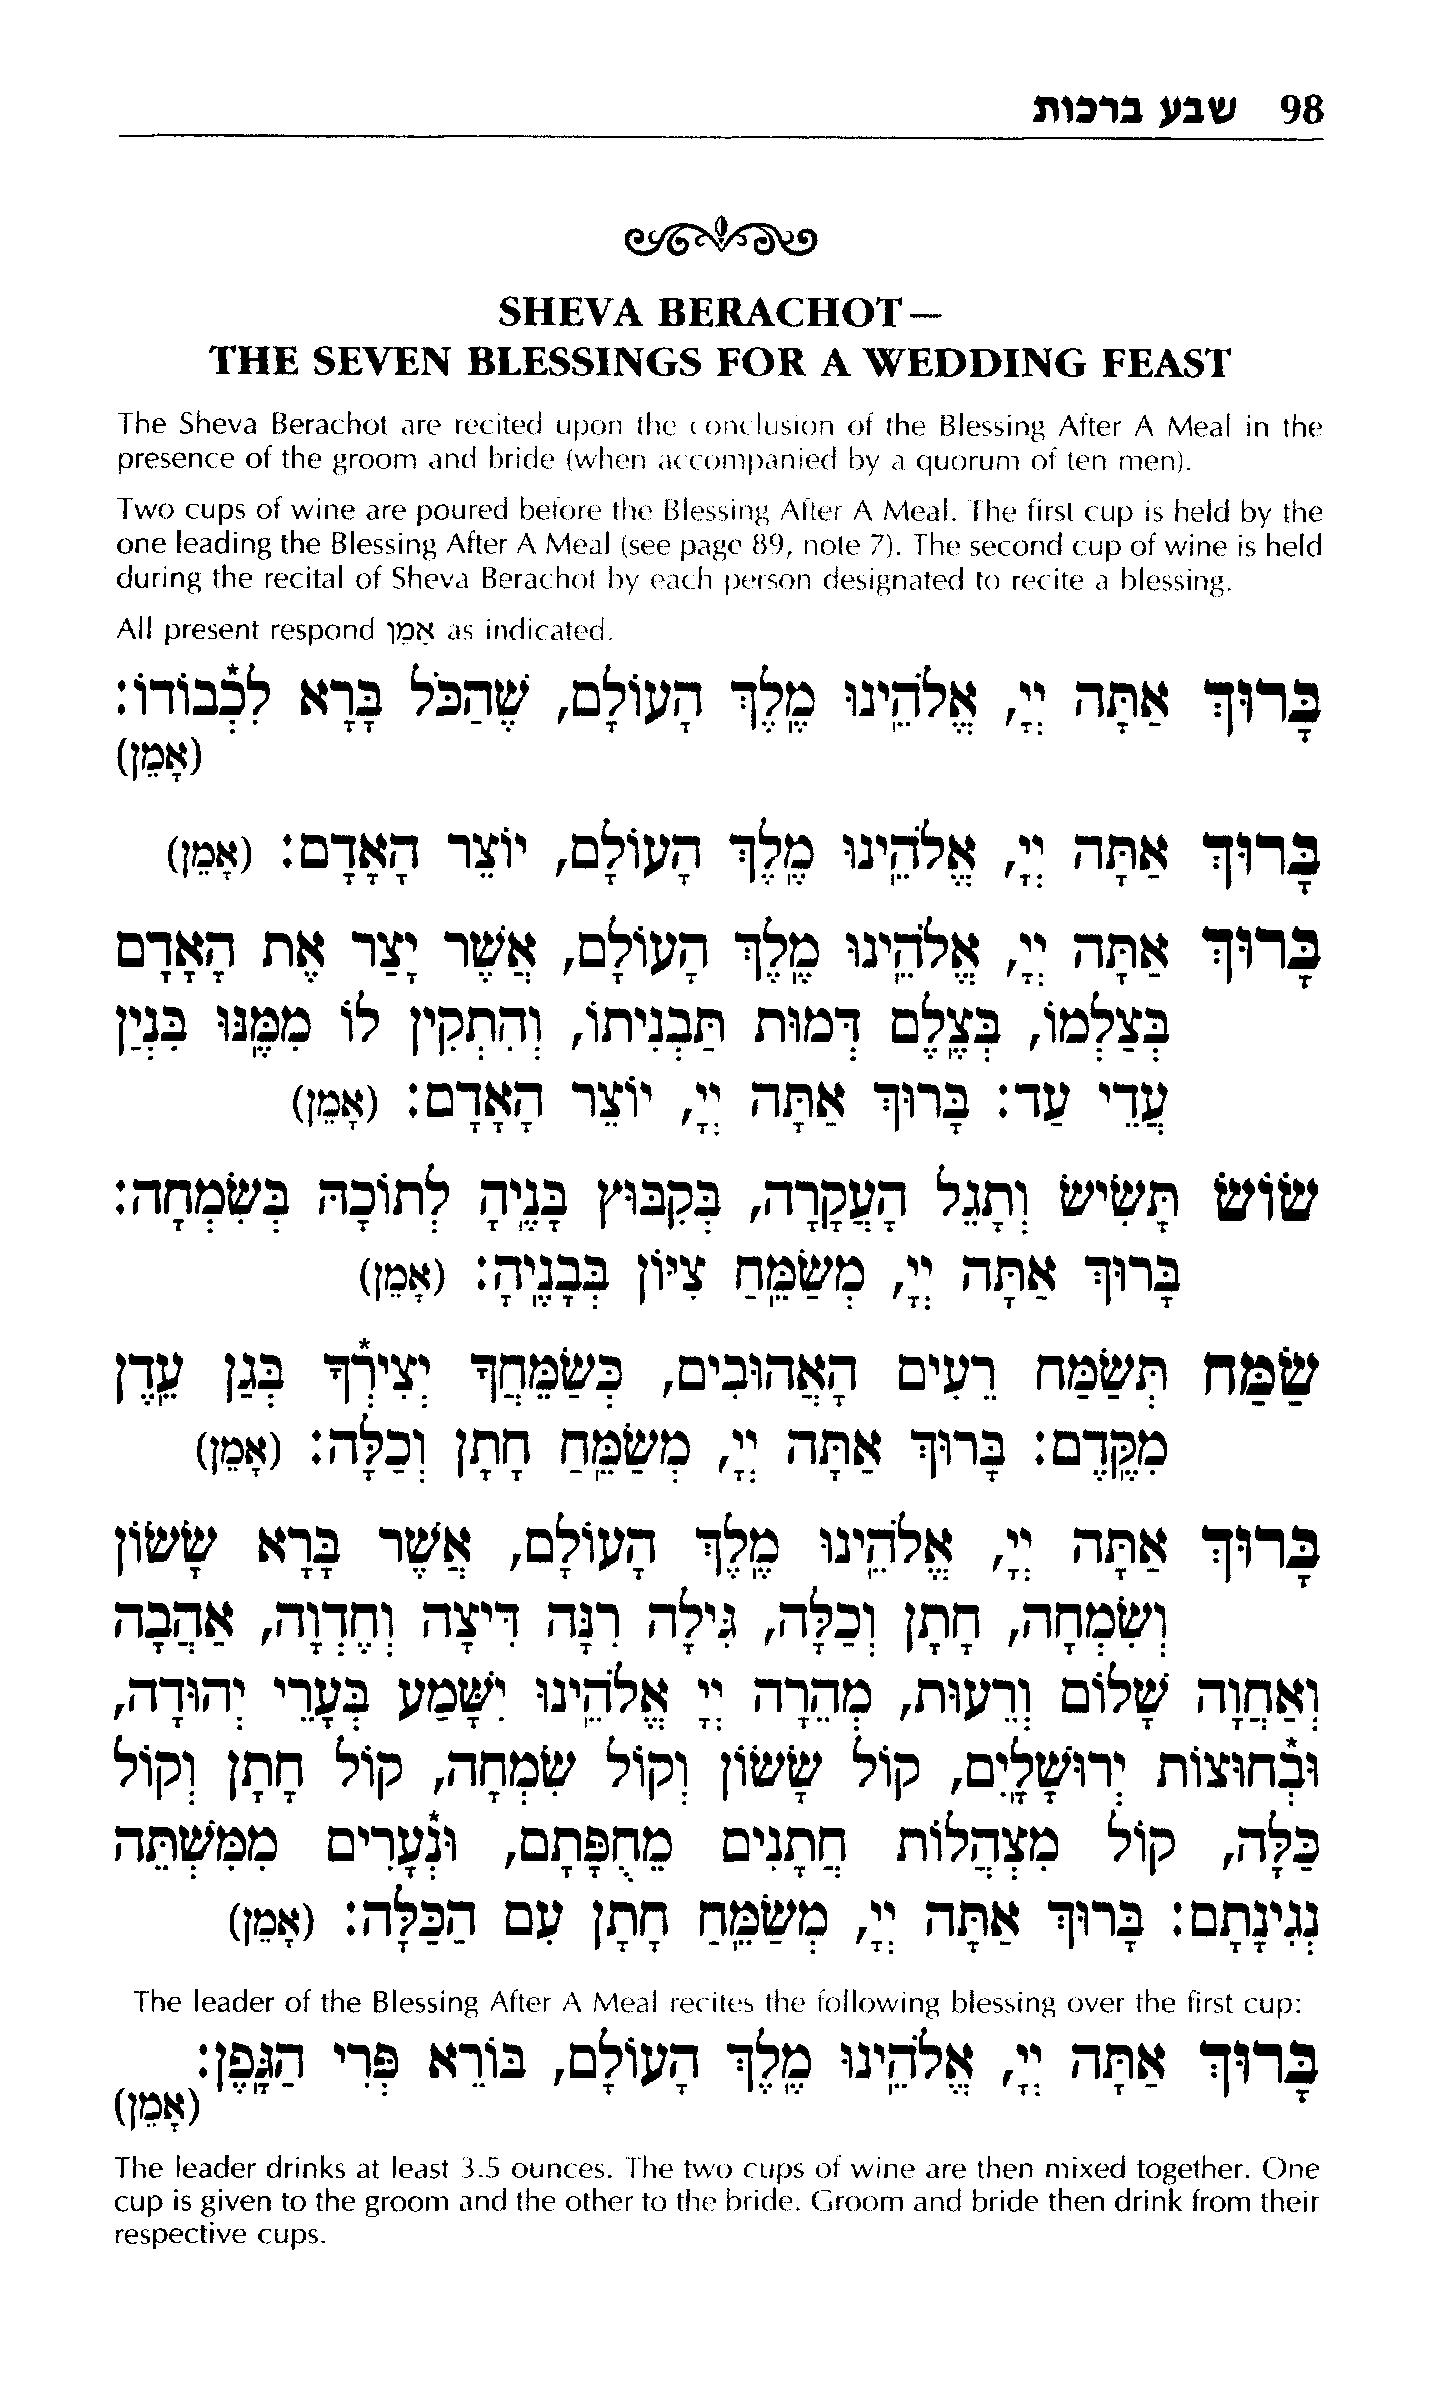 98 שבע ברכות
SHEVA BERACHOT—
THE SEVEN BLESSINGS FOR A WEDDING FEAST
The Sheva Berachot are recited upon the conclusion of the Blessing After A Meal in the
presence of the groom and bride (when accompanied by a quorum of ten men).
Two cups of wine are poured before the Blessing After A Meal. The first cup is held by the
one leading the Blessing After A Meal (see page 89, note 7). The second cup of wine is held
during the recital of Sheva Berachot by each person designated to recite a blessing.
All present respond אָמֵן as indicated.
בָּרוּךְ אַתָּה יְיָ, אֱלֹהֵינוּ מֶלֶךְ הָעוֹלָם, שֶׁהַכֹּל בָּרָא לִכְ*בוֹדוֹ:
(אָמֵן)
בָּרוּךְ אַתָּה יְיָ, אֱלֹהֵינוּ מֶלֶךְ הָעוֹלָם, יוֹצֵר הָאָדָם: (אָמֵן)
בָּרוּךְ אַתָּה יְיָ, אֱלֹהֵינוּ מֶלֶךְ הָעוֹלָם, אֲשֶׁר יָצַר אֶת הָאָדָם
בְּצַלְמוֹ, בְּצֶלֶם דְּמוּת תַּבְנִיתוֹ, וְהִתְקִין לוֹ מִמֶּנּוּ בִּנְיַן
עֲדֵי עַד: בָּרוּךְ אַתָּה יְיָ, יוֹצֵר הָאָדָם: (אָמֵן)
שׂוֹשׂ תָּשִׂישׂ וְתָגֵל הָעֲקָרָה, בְּקִבּוּץ בָּנֶיהָ לְתוֹכָהּ בְּשִׂמְחָה:
בָּרוּךְ אַתָּה יְיָ, מְשַׂמֵּחַ צִיּוֹן בְּבָנֶיהָ: (אָמֵן)
שַׂמַּח תְּשַׂמַּח רֵעִים הָאֲהוּבִים, כְּשַׂמֵּחֲךָ יְצִירְ*ךָ בְּגַן עֵדֶן
מִקֶּדֶם: בָּרוּךְ אַתָּה יְיָ, מְשַׂמֵּחַ חָתָן וְכַלָּה: (אָמֵן)
בָּרוּךְ אַתָּה יְיָ, אֱלֹהֵינוּ מֶלֶךְ הָעוֹלָם, אֲשֶׁר בָּרָא שָׂשׂוֹן
וְשִׂמְחָה, חָתָן וְכַלָּה, גִּילָה רִנָּה דִּיצָה וְחֶדְוָה, אַהֲבָה
וְאַחֲוָה שָׁלוֹם וְרֵעוּת, מְהֵרָה יְיָ אֱלֹהֵינוּ יִשָּׁמַע בְּעָרֵי יְהוּדָה,
וּבְ*חוּצוֹת יְרוּשָׁלָיִם, קוֹל שָׂשׂוֹן וְקוֹל שִׂמְחָה, קוֹל חָתָן וְקוֹל
כַּלָּה, קוֹל מִצְהֲלוֹת חֲתָנִים מֵחֻפָּתָם, וּנְ*עָרִים מִמִּשְׁתֵּה
נְגִינָתָם: בָּרוּךְ אַתָּה יְיָ, מְשַׂמֵּחַ חָתָן עִם הַכַּלָּה: (אָמֵן)
The leader of the Blessing After A Meal recites the following blessing over the first cup:
בָּרוּךְ אַתָּה יְיָ, אֱלֹהֵינוּ מֶלֶךְ הָעוֹלָם, בּוֹרֵא פְּרִי הַגָּפֶן:
(אָמֵן)
The leader drinks at least 3.5 ounces. The two cups of wine are then mixed together. One
cup is given to the groom and the other to the bride. Groom and bride then drink from their
respective cups.